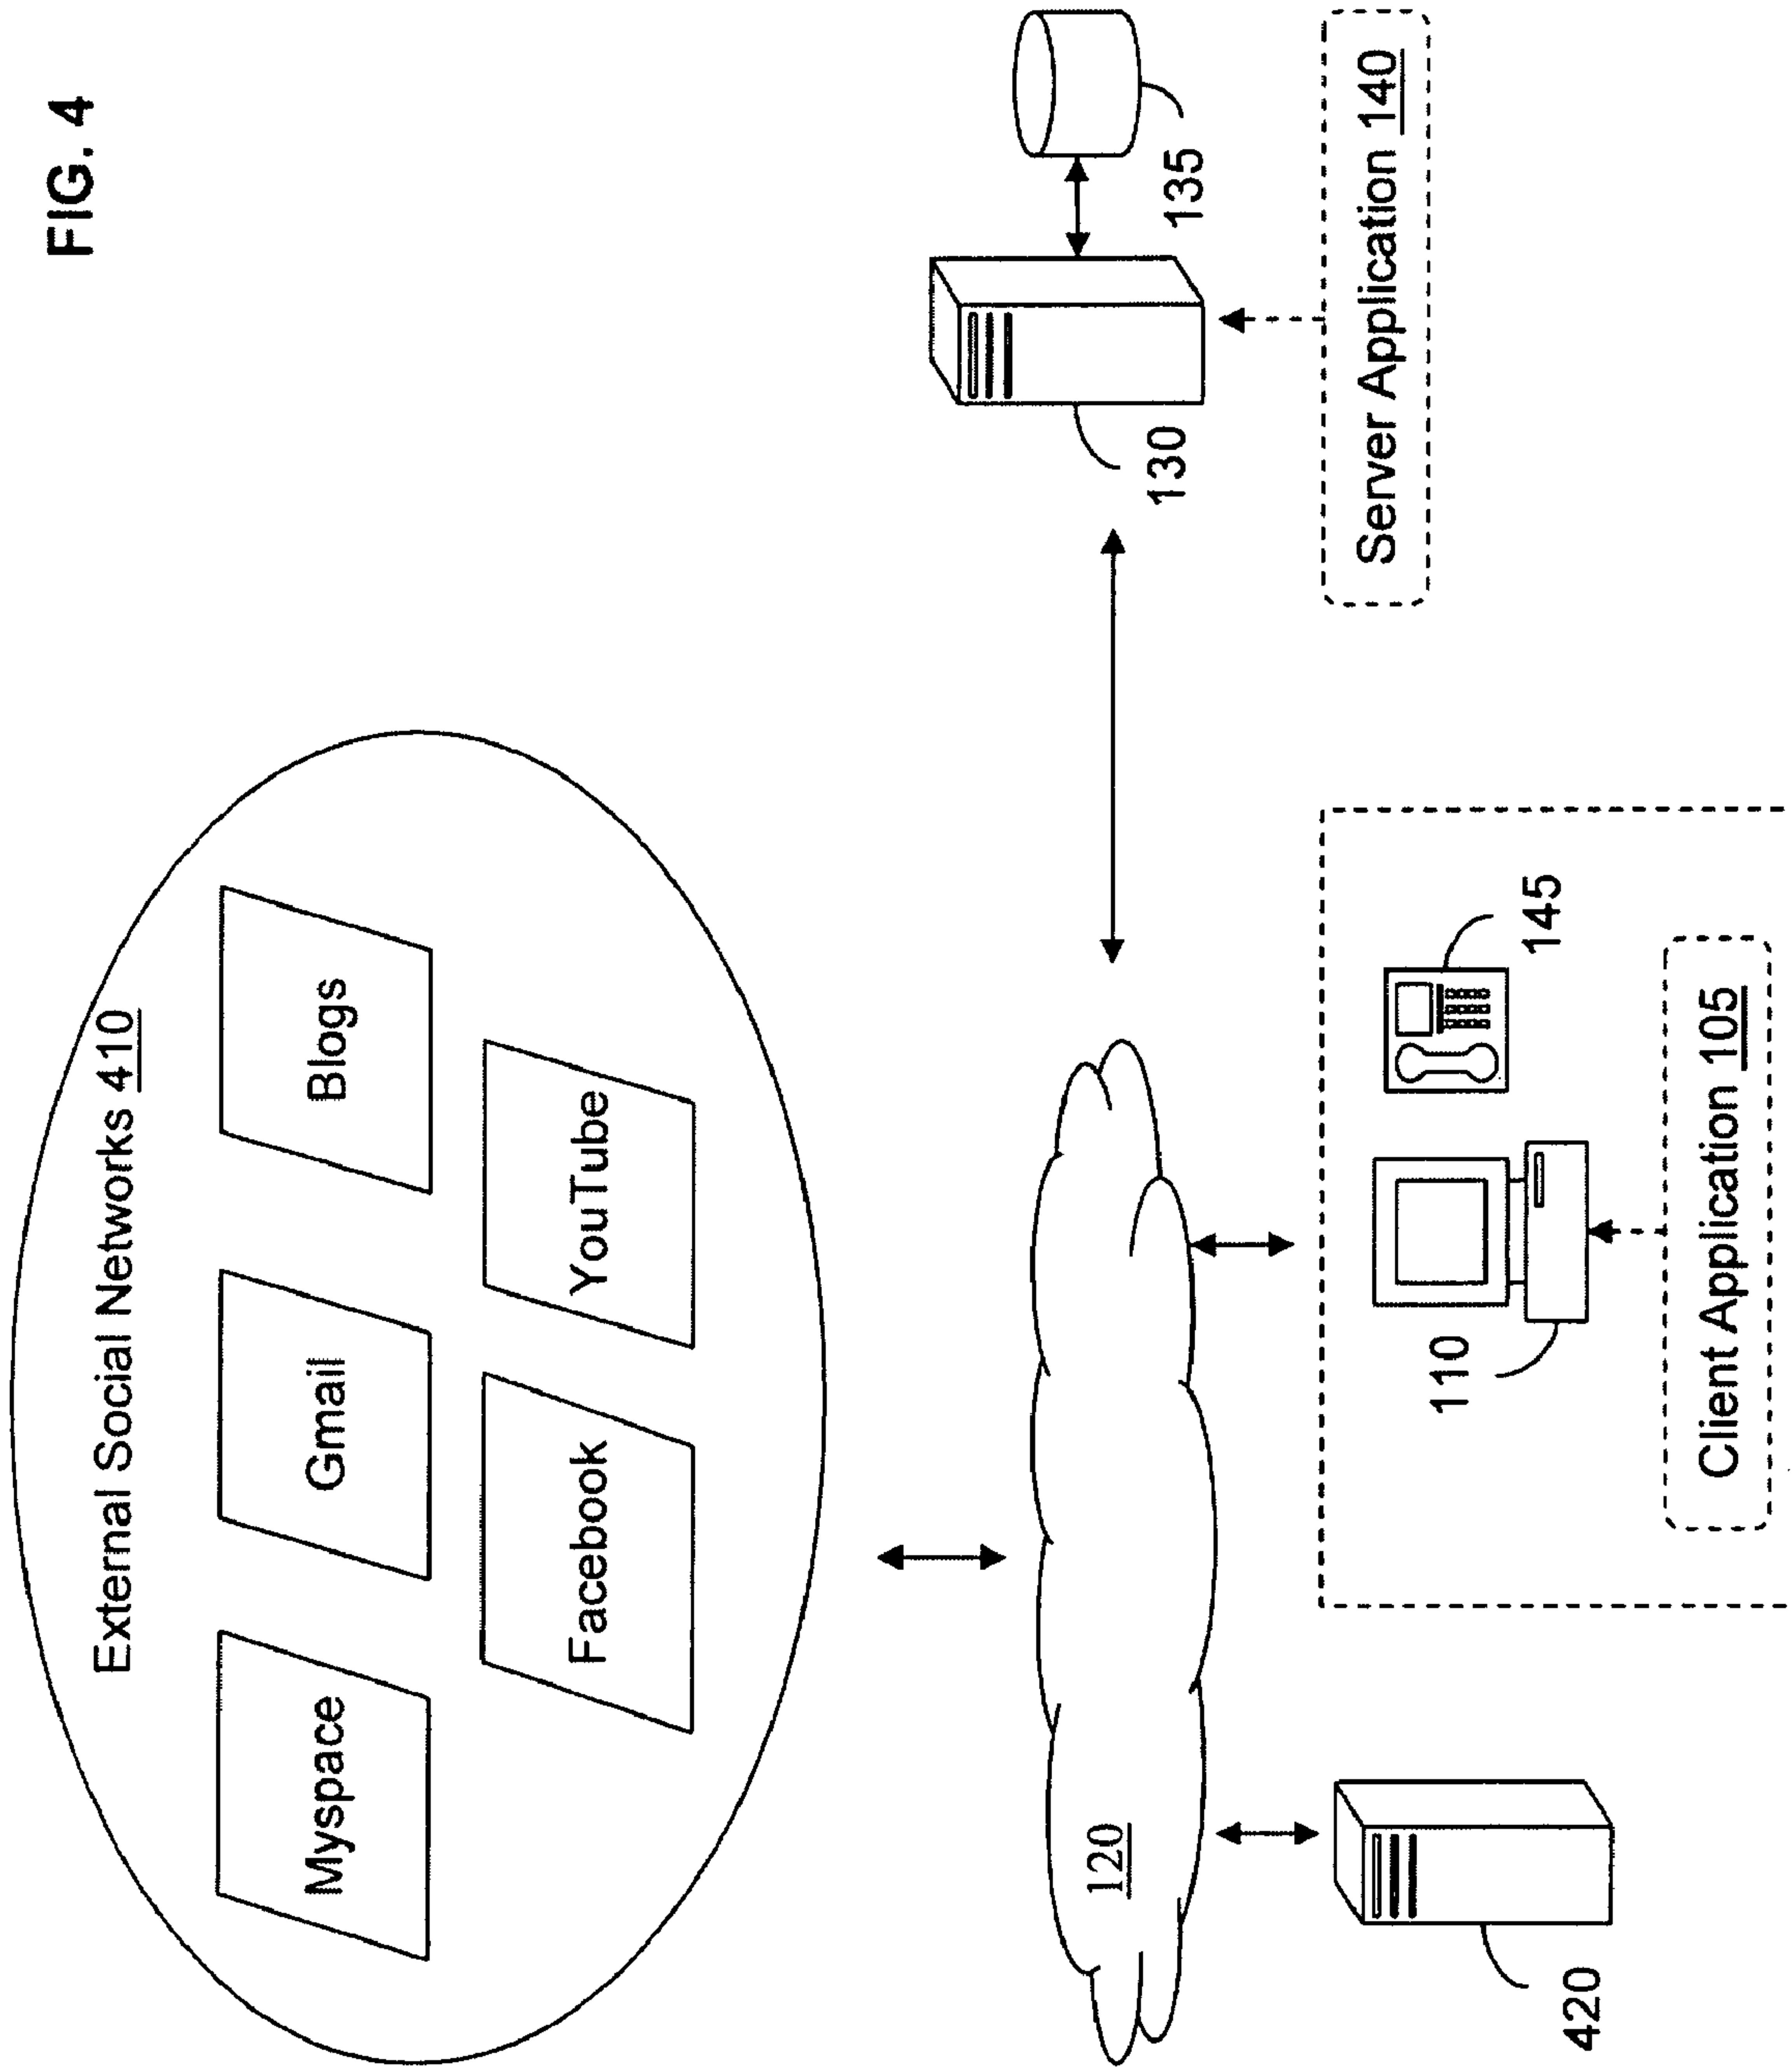 FIG. 4
External Social Networks 410
Myspace
Gmail
Blogs
Facebook
YouTube
120
130
135
Server Application 140
420
110
145
Client Application 105